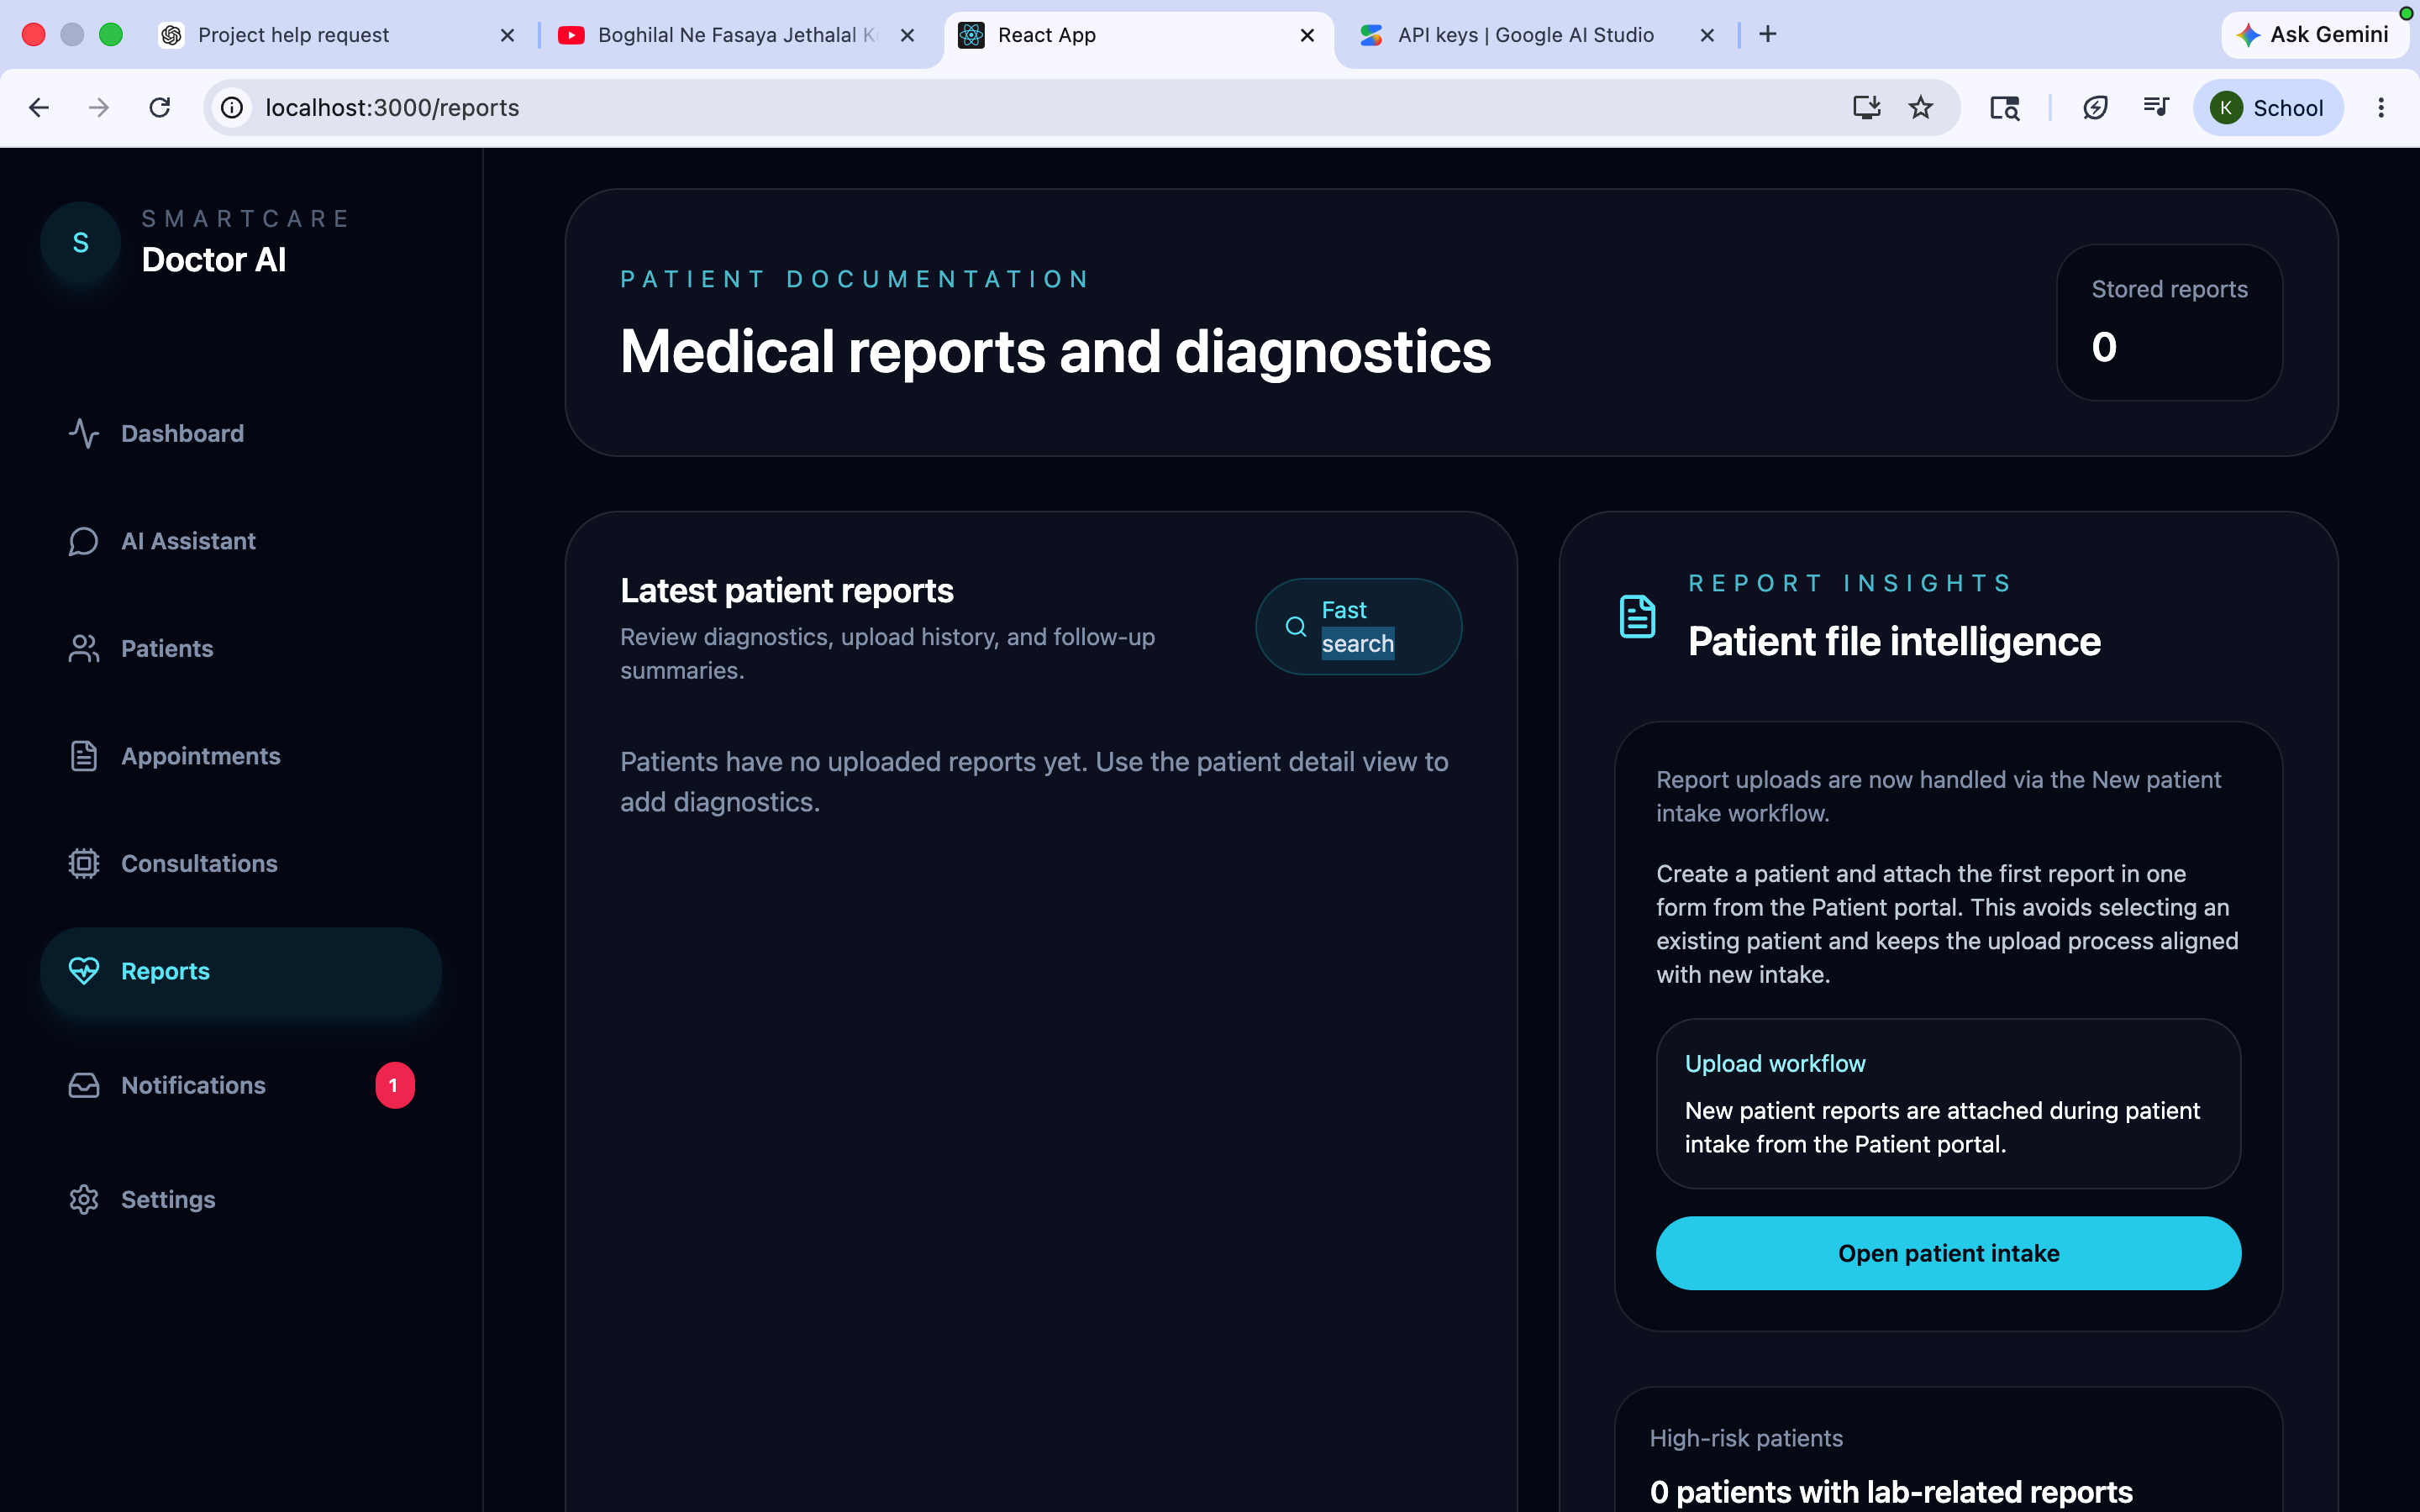 Project help request
Boghilal Ne Fasaya Jethalal K
React App
API keys | Google AI Studio
Ask Gemini
localhost:3000/reports
K
School
S
SMARTCARE
Doctor AI
Dashboard
AI Assistant
Patients
Appointments
Consultations
Reports
Notifications
1
Settings
PATIENT DOCUMENTATION
Medical reports and diagnostics
Stored reports
0
Latest patient reports
Review diagnostics, upload history, and follow-up
summaries.
Fast
search
Patients have no uploaded reports yet. Use the patient detail view to
add diagnostics.
REPORT INSIGHTS
Patient file intelligence
Report uploads are now handled via the New patient
intake workflow.
Create a patient and attach the first report in one
form from the Patient portal. This avoids selecting an
existing patient and keeps the upload process aligned
with new intake.
Upload workflow
New patient reports are attached during patient
intake from the Patient portal.
Open patient intake
High-risk patients
0 patients with lab-related reports